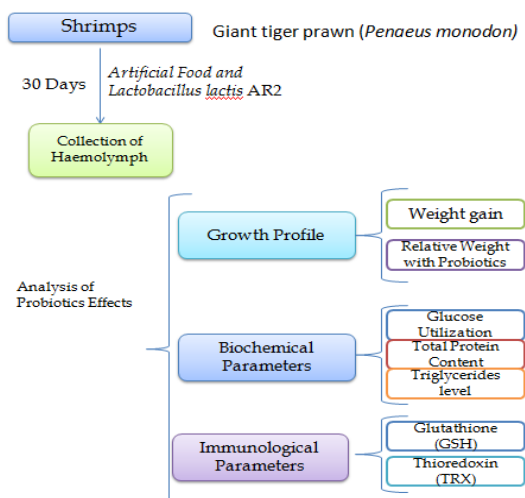 Shrimps
Giant tiger prawn (Penaeus monodon)
30 Days
Artificial Food and
Lactobacillus lactis AR2
Collection of
Haemolymph
Analysis of
Probiotics Effects
Growth Profile
Weight gain
Relative Weight
with Probiotics
Biochemical
Parameters
Glucose
Utilization
Total Protein
Content
Triglycerides
level
Immunological
Parameters
Glutathione
(GSH)
Thioredoxin
(TRX)